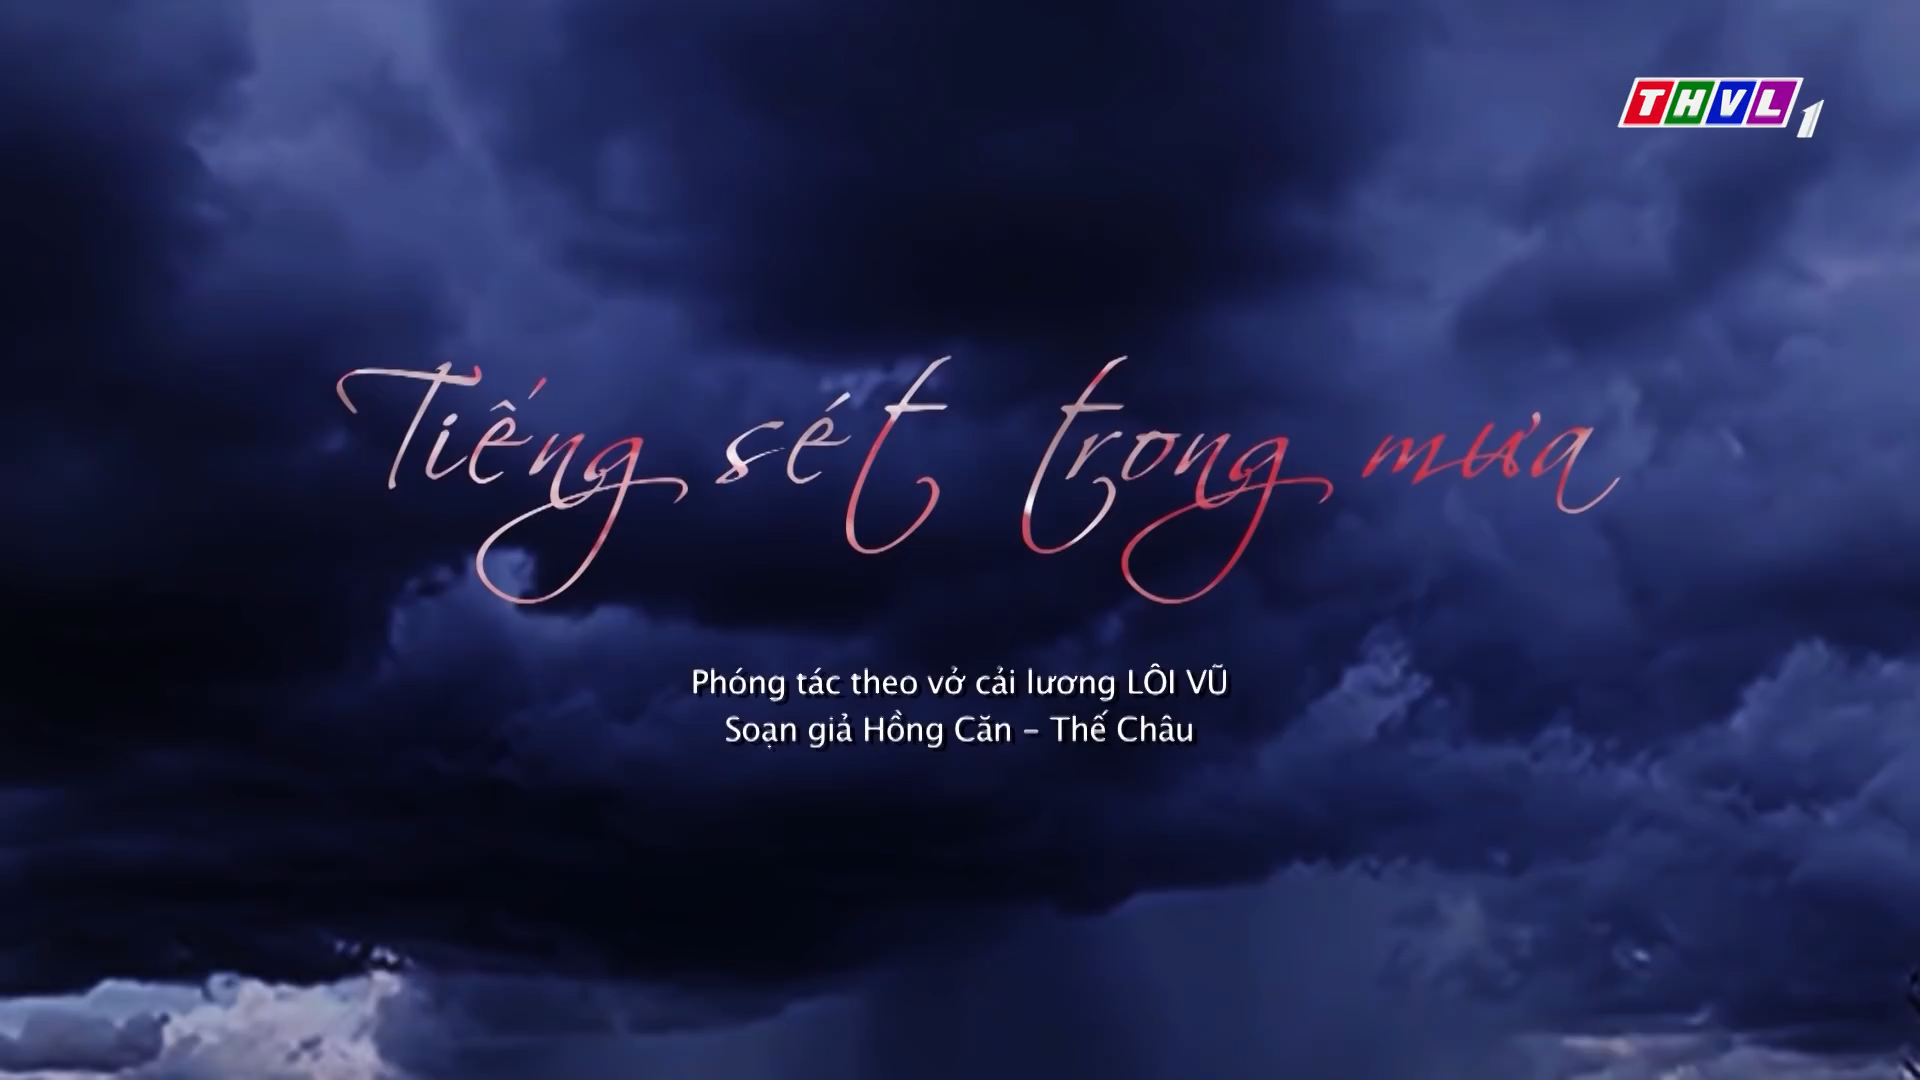 THVL1
Tiếng sét trong mưa
Phóng tác theo vở cải lương LÔI VŨ
Soạn giả Hồng Căn - Thế Châu